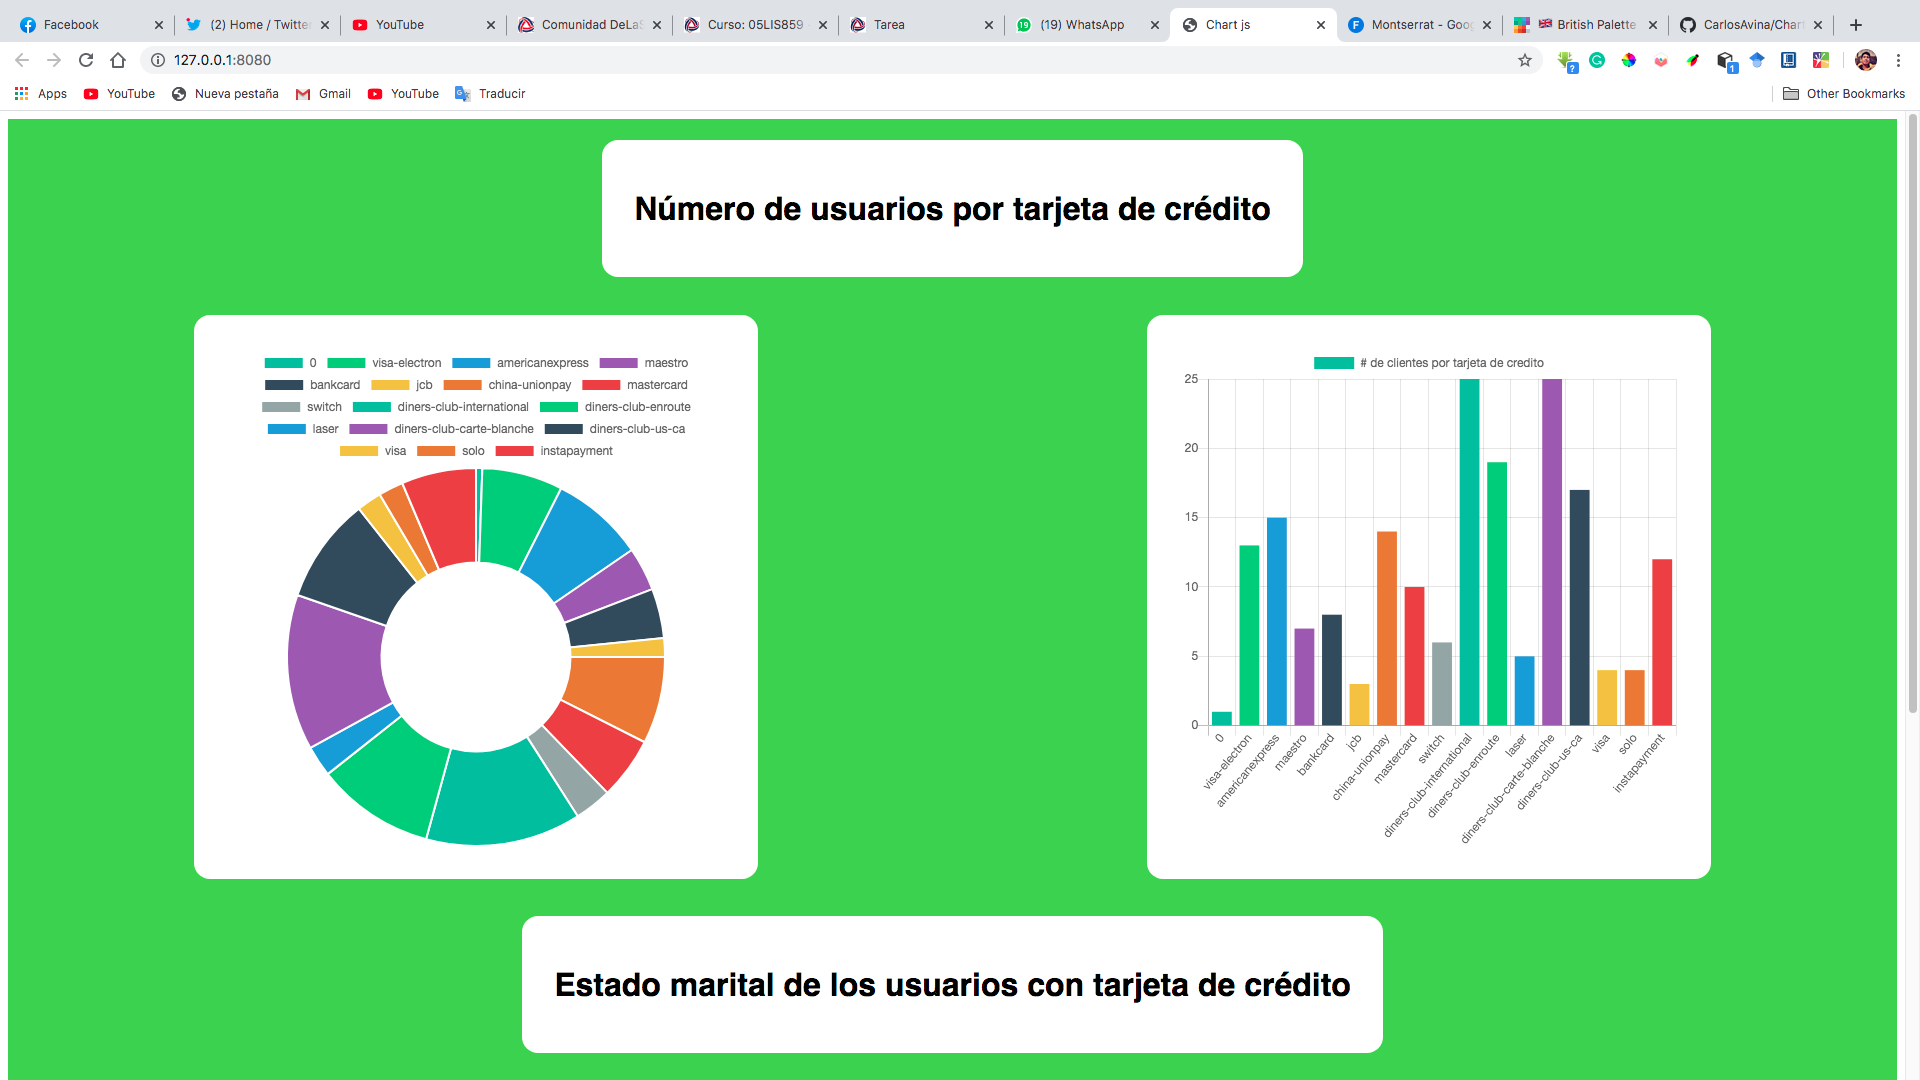 Facebook
(2) Home / Twitter
YouTube
Comunidad DeLaS
Curso: 05LIS859
Tarea
(19) WhatsApp
Chart js
Montserrat - Goog
British Palette
CarlosAvina/Chart
127.0.0.1:8080
Apps
YouTube
Nueva pestaña
Gmail
YouTube
Traducir
Other Bookmarks
Número de usuarios por tarjeta de crédito
0 visa-electron americanexpress maestro
bankcard jcb china-unionpay mastercard
switch diners-club-international diners-club-enroute
laser diners-club-carte-blanche diners-club-us-ca
visa solo instapayment
# de clientes por tarjeta de credito
25
20
15
10
5
0
0
visa-electron
americanexpress
maestro
bankcard
jcb
china-unionpay
mastercard
switch
diners-club-international
diners-club-enroute
laser
diners-club-carte-blanche
diners-club-us-ca
visa
solo
instapayment
Estado marital de los usuarios con tarjeta de crédito